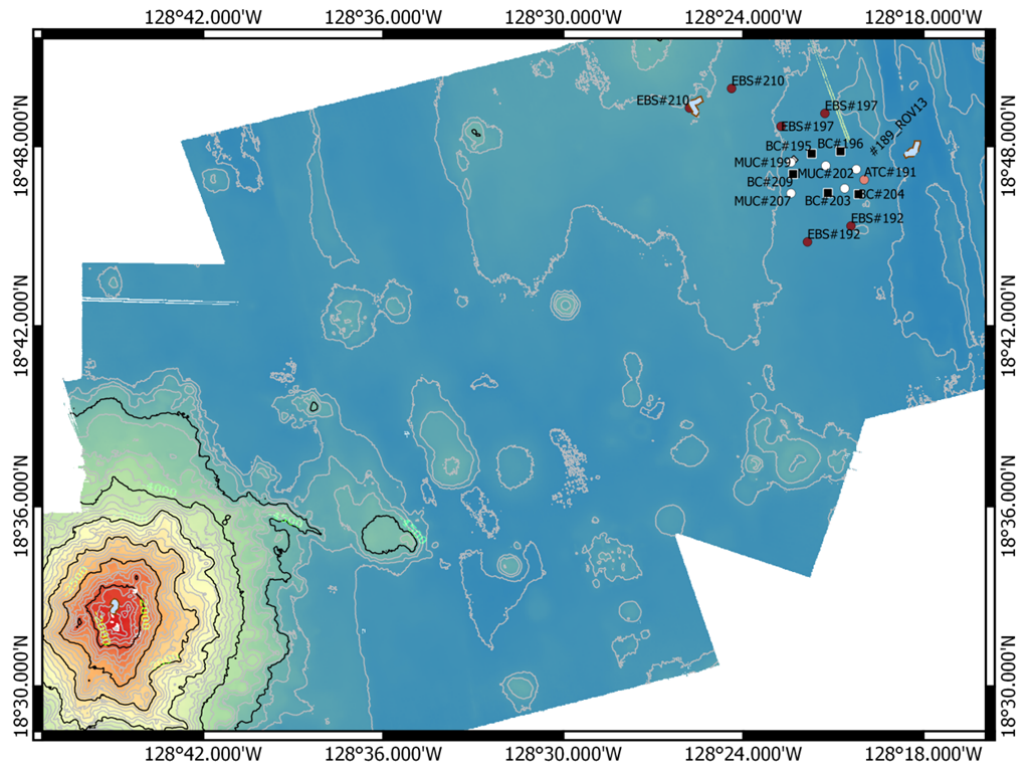 128°42.000'W 128°36.000'W 128°30.000'W 128°24.000'W 128°18.000'W
EBS#210
EBS#210
EBS#197
#189_ROV13
EBS#197
BC#195 BC#196
MUC#199
MUC#202 ATC#191
BC#209
MUC#207 BC#203 BC#204
EBS#192
EBS#192
18°48.000'N 18°48.000'N
18°42.000'N 18°42.000'N
4000
18°36.000'N 18°36.000'N
18°30.000'N 18°30.000'N
128°42.000'W 128°36.000'W 128°30.000'W 128°24.000'W 128°18.000'W